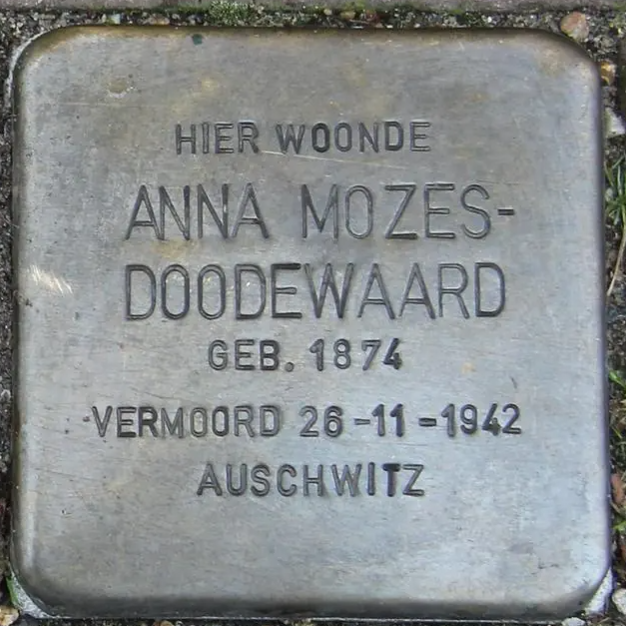 HIER WOONDE
ANNA MOZES-
DOODEWAARD
GEB. 1874
VERMOORD 26-11-1942
AUSCHWITZ